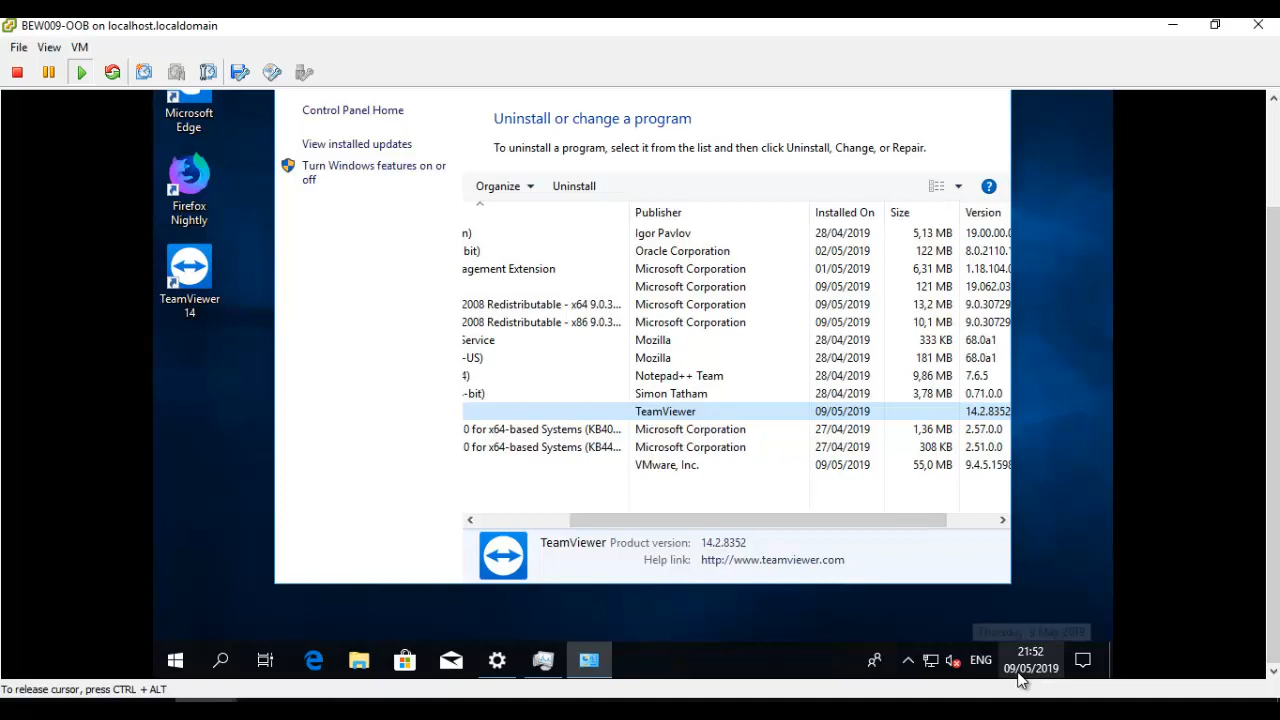 BEW009-OOB on localhost.localdomain
File View VM
Microsoft
Edge
Firefox
Nightly
TeamViewer
14
Control Panel Home
View installed updates
Turn Windows features on or
off
Uninstall or change a program
To uninstall a program, select it from the list and then click Uninstall, Change, or Repair.
Organize Uninstall
Publisher Installed On Size Version
n) Igor Pavlov 28/04/2019 5,13 MB 19.00.00.0
bit) Oracle Corporation 02/05/2019 122 MB 8.0.2110.
agement Extension Microsoft Corporation 01/05/2019 6,31 MB 1.18.104.0
Microsoft Corporation 09/05/2019 121 MB 19.062.03
2008 Redistributable - x64 9.0.3... Microsoft Corporation 09/05/2019 13,2 MB 9.0.30729
2008 Redistributable - x86 9.0.3... Microsoft Corporation 09/05/2019 10,1 MB 9.0.30729
Service Mozilla 28/04/2019 333 KB 68.0a1
-US) Mozilla 28/04/2019 181 MB 68.0a1
4) Notepad++ Team 28/04/2019 9,86 MB 7.6.5
-bit) Simon Tatham 28/04/2019 3,78 MB 0.71.0.0
TeamViewer 09/05/2019 14.2.8352
0 for x64-based Systems (KB40... Microsoft Corporation 27/04/2019 1,36 MB 2.57.0.0
0 for x64-based Systems (KB44... Microsoft Corporation 27/04/2019 308 KB 2.51.0.0
VMware, Inc. 09/05/2019 55,0 MB 9.4.5.1598
TeamViewer Product version: 14.2.8352
Help link: http://www.teamviewer.com
Thursday, 9 May 2019
ENG
21:52
09/05/2019
To release cursor, press CTRL + ALT